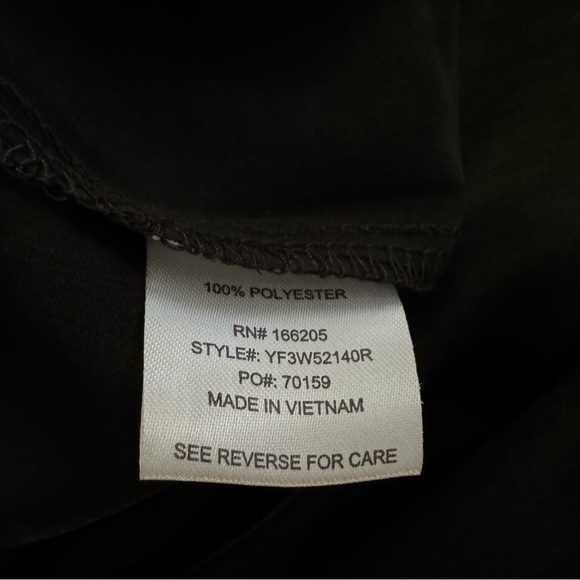 100% POLYESTER
RN# 166205
STYLE#: YF3W52140R
PO#: 70159
MADE IN VIETNAM
SEE REVERSE FOR CARE